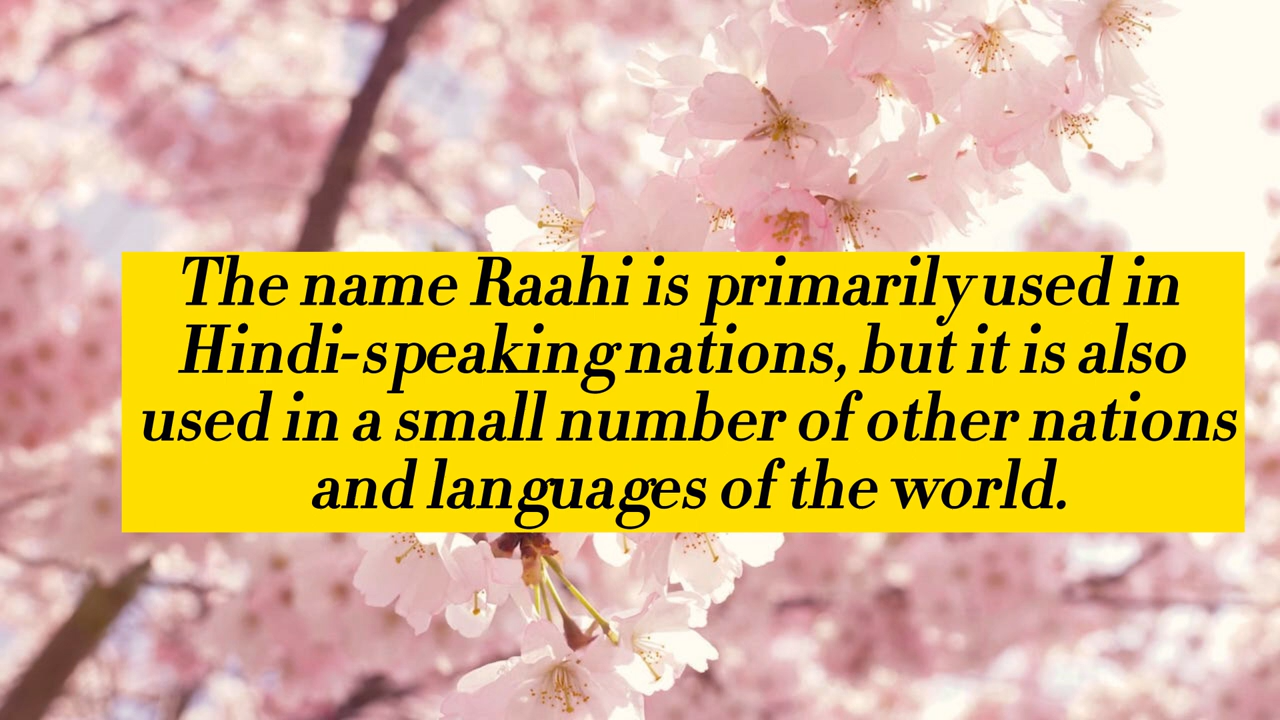 The name Raahi is primarily used in
Hindi-speaking nations, but it is also
used in a small number of other nations
and languages of the world.